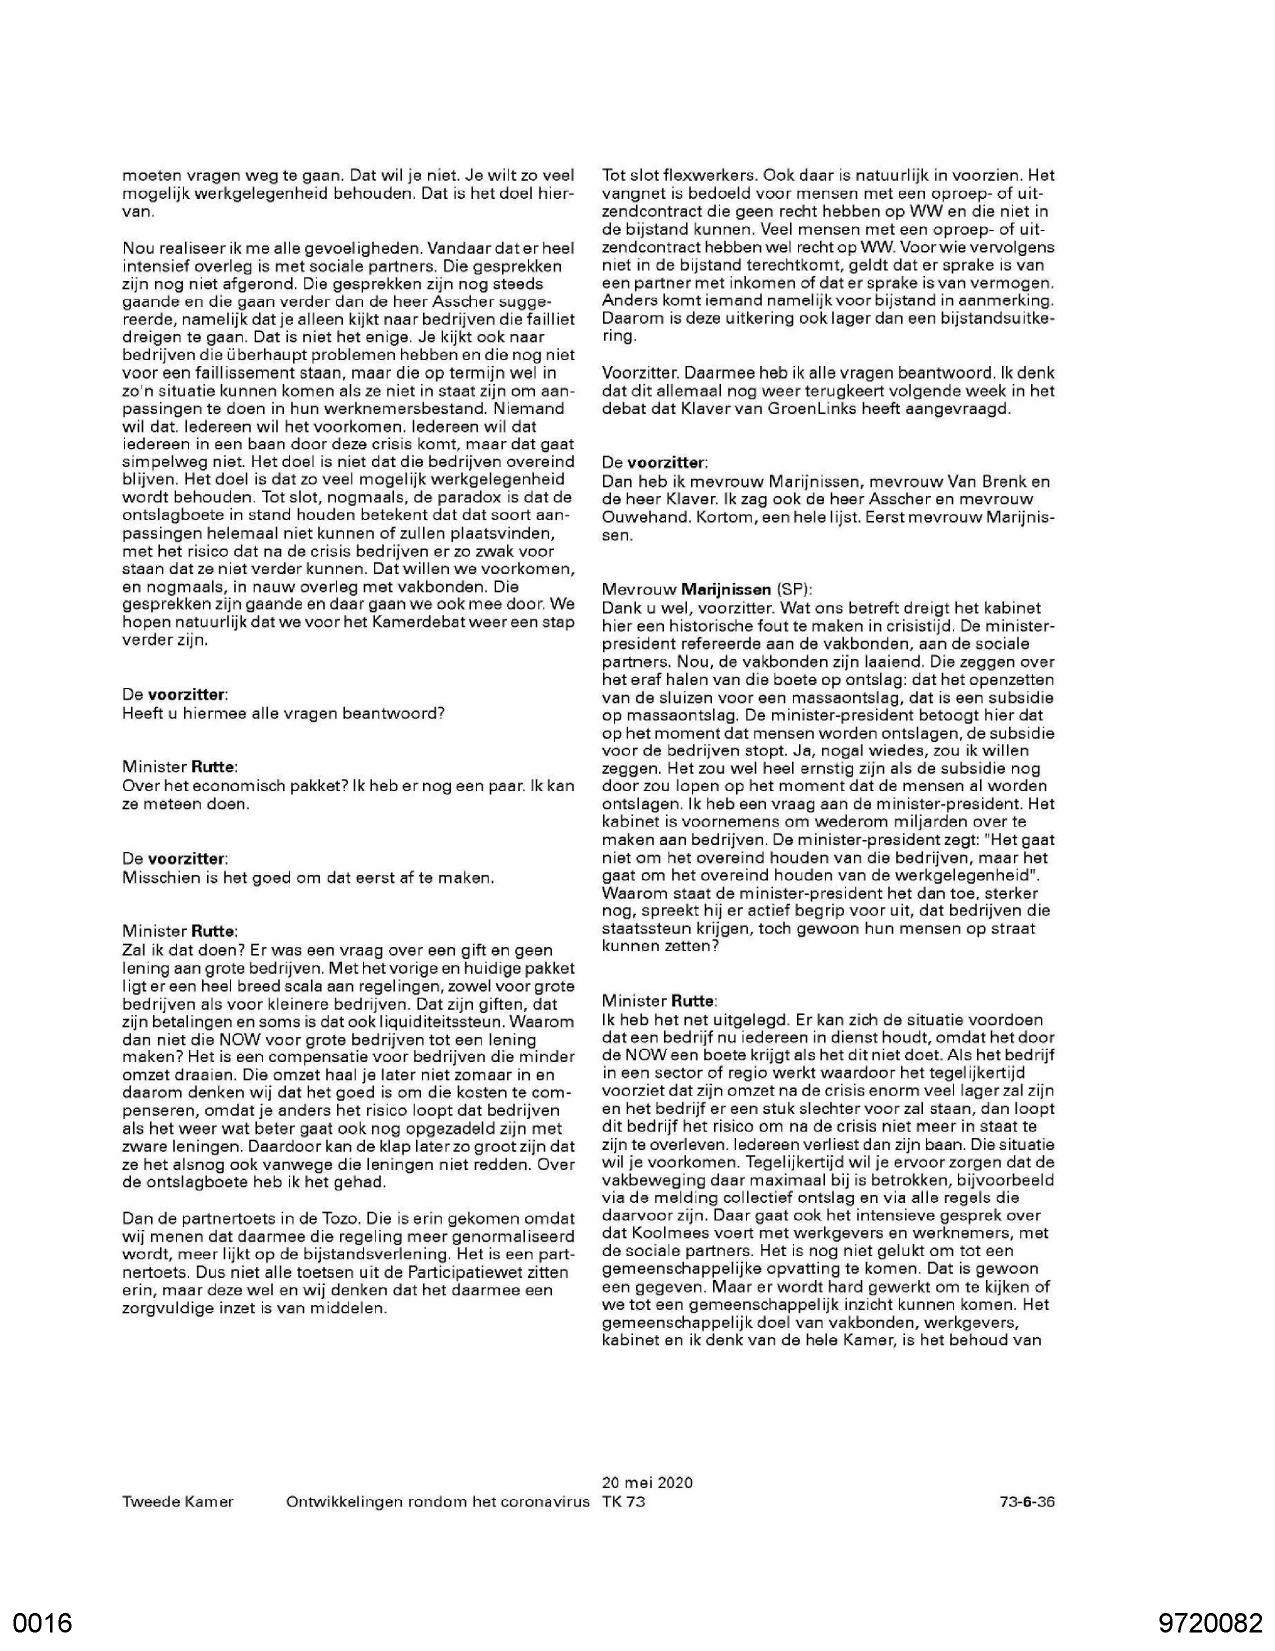 moeten vragen weg te gaan. Dat wil je niet. Je wilt zo veel
mogelijk werkgelegenheid behouden. Dat is het doel hier-
van.
Nou realiseer ik me alle gevoeligheden. Vandaar dat er heel
intensief overleg is met sociale partners. Die gesprekken
zijn nog niet afgerond. Die gesprekken zijn nog steeds
gaande en die gaan verder dan de heer Asscher sugge-
reerde, namelijk dat je alleen kijkt naar bedrijven die failliet
dreigen te gaan. Dat is niet het enige. Je kijkt ook naar
bedrijven die überhaupt problemen hebben en die nog niet
voor een faillissement staan, maar die op termijn wel in
zo'n situatie kunnen komen als ze niet in staat zijn om aan-
passingen te doen in hun werknemersbestand. Niemand
wil dat. Iedereen wil het voorkomen. Iedereen wil dat
iedereen in een baan door deze crisis komt, maar dat gaat
simpelweg niet. Het doel is niet dat die bedrijven overeind
blijven. Het doel is dat zo veel mogelijk werkgelegenheid
wordt behouden. Tot slot, nogmaals, de paradox is dat de
ontslagboete in stand houden betekent dat dat soort aan-
passingen helemaal niet kunnen of zullen plaatsvinden,
met het risico dat na de crisis bedrijven er zo zwak voor
staan dat ze niet verder kunnen. Dat willen we voorkomen,
en nogmaals, in nauw overleg met vakbonden. Die
gesprekken zijn gaande en daar gaan we ook mee door. We
hopen natuurlijk dat we voor het Kamerdebat weer een stap
verder zijn.
De voorzitter:
Heeft u hiermee alle vragen beantwoord?
Minister Rutte:
Over het economisch pakket? Ik heb er nog een paar. Ik kan
ze meteen doen.
De voorzitter:
Misschien is het goed om dat eerst af te maken.
Minister Rutte:
Zal ik dat doen? Er was een vraag over een gift en geen
lening aan grote bedrijven. Met het vorige en huidige pakket
ligt er een heel breed scala aan regelingen, zowel voor grote
bedrijven als voor kleinere bedrijven. Dat zijn giften, dat
zijn betalingen en soms is dat ook liquiditeitssteun. Waarom
dan niet die NOW voor grote bedrijven tot een lening
maken? Het is een compensatie voor bedrijven die minder
omzet draaien. Die omzet haal je later niet zomaar in en
daarom denken wij dat het goed is om die kosten te com-
penseren, omdat je anders het risico loopt dat bedrijven
als het weer wat beter gaat ook nog opgezadeld zijn met
zware leningen. Daardoor kan de klap later zo groot zijn dat
ze het alsnog ook vanwege die leningen niet redden. Over
de ontslagboete heb ik het gehad.
Dan de partnertoets in de Tozo. Die is erin gekomen omdat
wij menen dat daarmee die regeling meer genormaliseerd
wordt, meer lijkt op de bijstandsverlening. Het is een part-
nertoets. Dus niet alle toetsen uit de Participatiewet zitten
erin, maar deze wel en wij denken dat het daarmee een
zorgvuldige inzet is van middelen.
Tot slot flexwerkers. Ook daar is natuurlijk in voorzien. Het
vangnet is bedoeld voor mensen met een oproep- of uit-
zendcontract die geen recht hebben op WW en die niet in
de bijstand kunnen. Veel mensen met een oproep- of uit-
zendcontract hebben wel recht op WW. Voor wie vervolgens
niet in de bijstand terechtkomt, geldt dat er sprake is van
een partner met inkomen of dat er sprake is van vermogen.
Anders komt iemand namelijk voor bijstand in aanmerking.
Daarom is deze uitkering ook lager dan een bijstandsuitke-
ring.
Voorzitter. Daarmee heb ik alle vragen beantwoord. Ik denk
dat dit allemaal nog weer terugkeert volgende week in het
debat dat Klaver van GroenLinks heeft aangevraagd.
De voorzitter:
Dan heb ik mevrouw Marijnissen, mevrouw Van Brenk en
de heer Klaver. Ik zag ook de heer Asscher en mevrouw
Ouwehand. Kortom, een hele lijst. Eerst mevrouw Marijnis-
sen.
Mevrouw Marijnissen (SP):
Dank u wel, voorzitter. Wat ons betreft dreigt het kabinet
hier een historische fout te maken in crisistijd. De minister-
president refereerde aan de vakbonden, aan de sociale
partners. Nou, de vakbonden zijn laaiend. Die zeggen over
het eraf halen van die boete op ontslag: dat het openzetten
van de sluizen voor een massaontslag, dat is een subsidie
op massaontslag. De minister-president betoogt hier dat
op het moment dat mensen worden ontslagen, de subsidie
voor de bedrijven stopt. Ja, nogal wiedes, zou ik willen
zeggen. Het zou wel heel ernstig zijn als de subsidie nog
door zou lopen op het moment dat de mensen al worden
ontslagen. Ik heb een vraag aan de minister-president. Het
kabinet is voornemens om wederom miljarden over te
maken aan bedrijven. De minister-president zegt: "Het gaat
niet om het overeind houden van die bedrijven, maar het
gaat om het overeind houden van de werkgelegenheid".
Waarom staat de minister-president het dan toe, sterker
nog, spreekt hij er actief begrip voor uit, dat bedrijven die
staatssteun krijgen, toch gewoon hun mensen op straat
kunnen zetten?
Minister Rutte:
Ik heb het net uitgelegd. Er kan zich de situatie voordoen
dat een bedrijf nu iedereen in dienst houdt, omdat het door
de NOW een boete krijgt als het dit niet doet. Als het bedrijf
in een sector of regio werkt waardoor het tegelijkertijd
voorziet dat zijn omzet na de crisis enorm veel lager zal zijn
en het bedrijf er een stuk slechter voor zal staan, dan loopt
dit bedrijf het risico om na de crisis niet meer in staat te
zijn te overleven. Iedereen verliest dan zijn baan. Die situatie
wil je voorkomen. Tegelijkertijd wil je ervoor zorgen dat de
vakbeweging daar maximaal bij is betrokken, bijvoorbeeld
via de melding collectief ontslag en via alle regels die
daarvoor zijn. Daar gaat ook het intensieve gesprek over
dat Koolmees voert met werkgevers en werknemers, met
de sociale partners. Het is nog niet gelukt om tot een
gemeenschappelijke opvatting te komen. Dat is gewoon
een gegeven. Maar er wordt hard gewerkt om te kijken of
we tot een gemeenschappelijk inzicht kunnen komen. Het
gemeenschappelijk doel van vakbonden, werkgevers,
kabinet en ik denk van de hele Kamer, is het behoud van
20 mei 2020
Tweede Kamer Ontwikkelingen rondom het coronavirus TK 73 73-6-36
0016 9720082